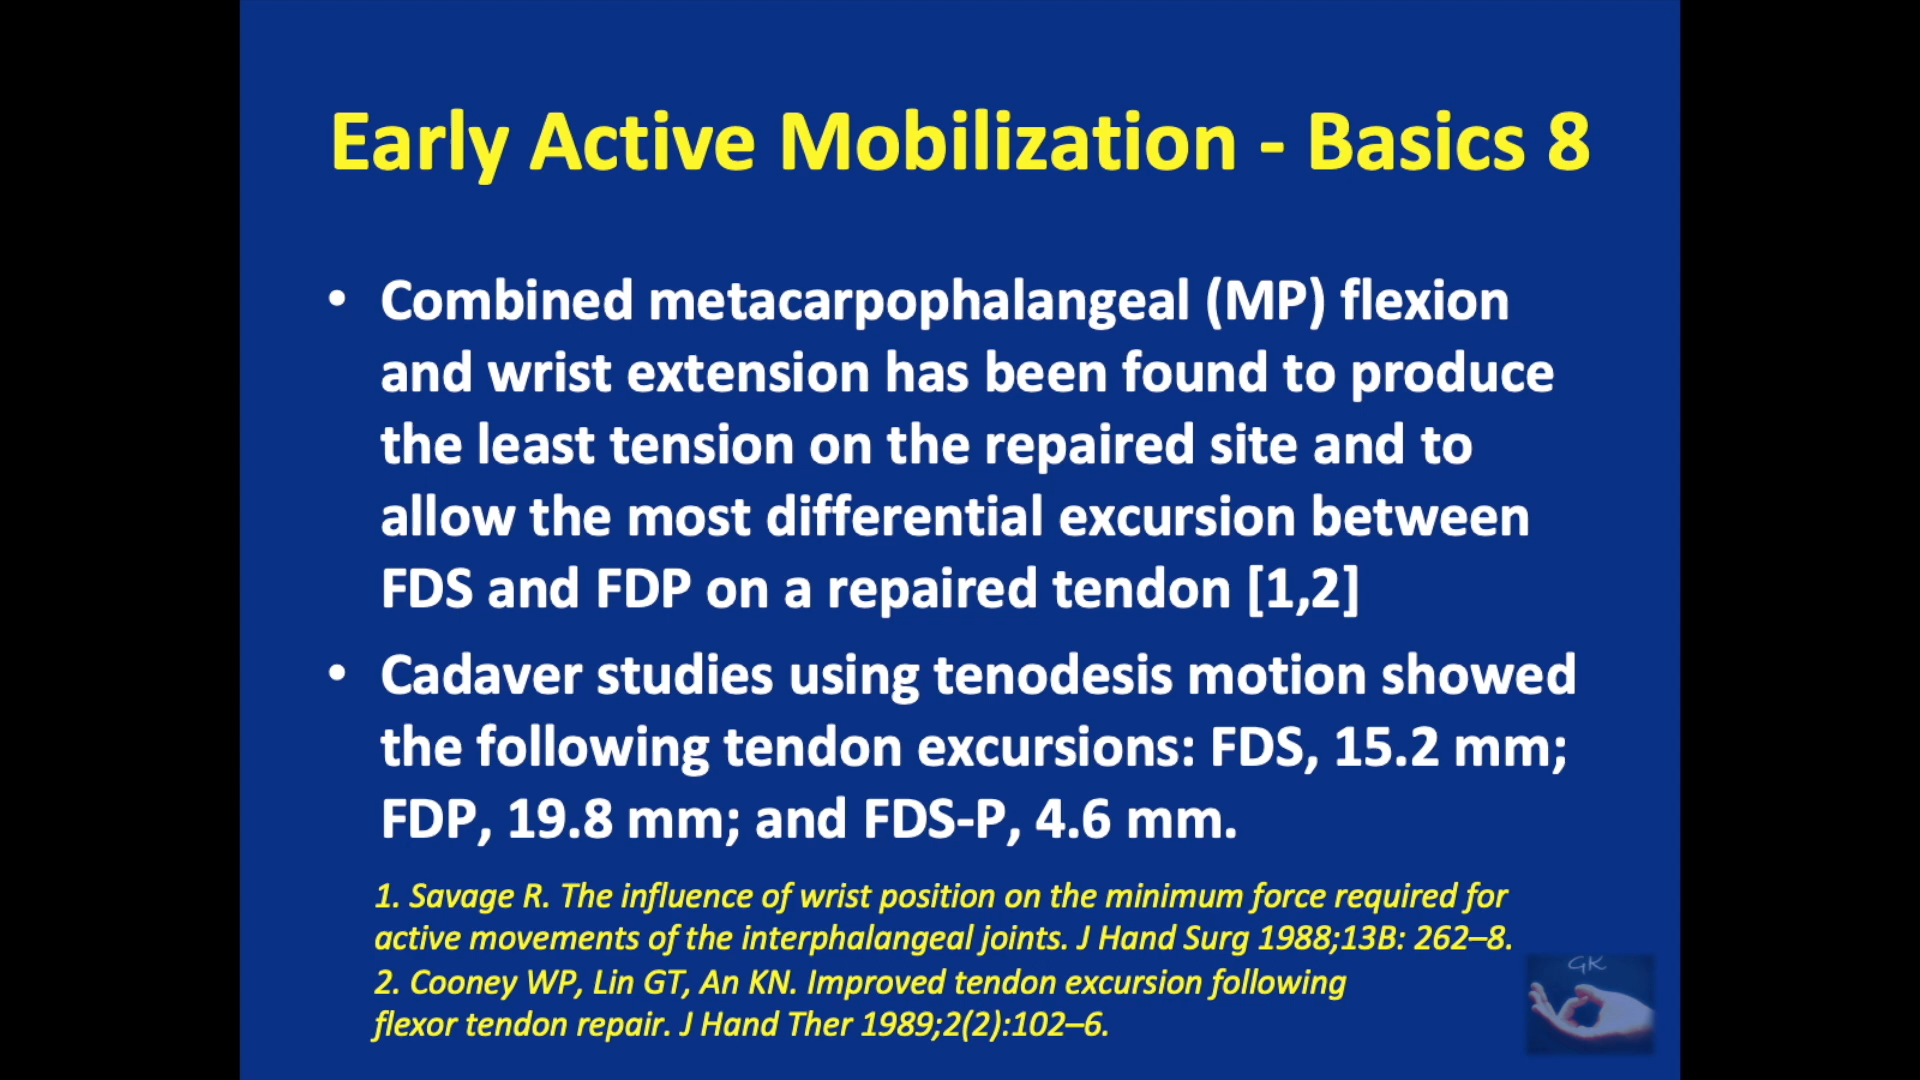 Early Active Mobilization - Basics 8
• Combined metacarpophalangeal (MP) flexion
and wrist extension has been found to produce
the least tension on the repaired site and to
allow the most differential excursion between
FDS and FDP on a repaired tendon [1,2]
• Cadaver studies using tenodesis motion showed
the following tendon excursions: FDS, 15.2 mm;
FDP, 19.8 mm; and FDS-P, 4.6 mm.
1. Savage R. The influence of wrist position on the minimum force required for
active movements of the interphalangeal joints. J Hand Surg 1988;13B: 262–8.
2. Cooney WP, Lin GT, An KN. Improved tendon excursion following
flexor tendon repair. J Hand Ther 1989;2(2):102–6.
GK